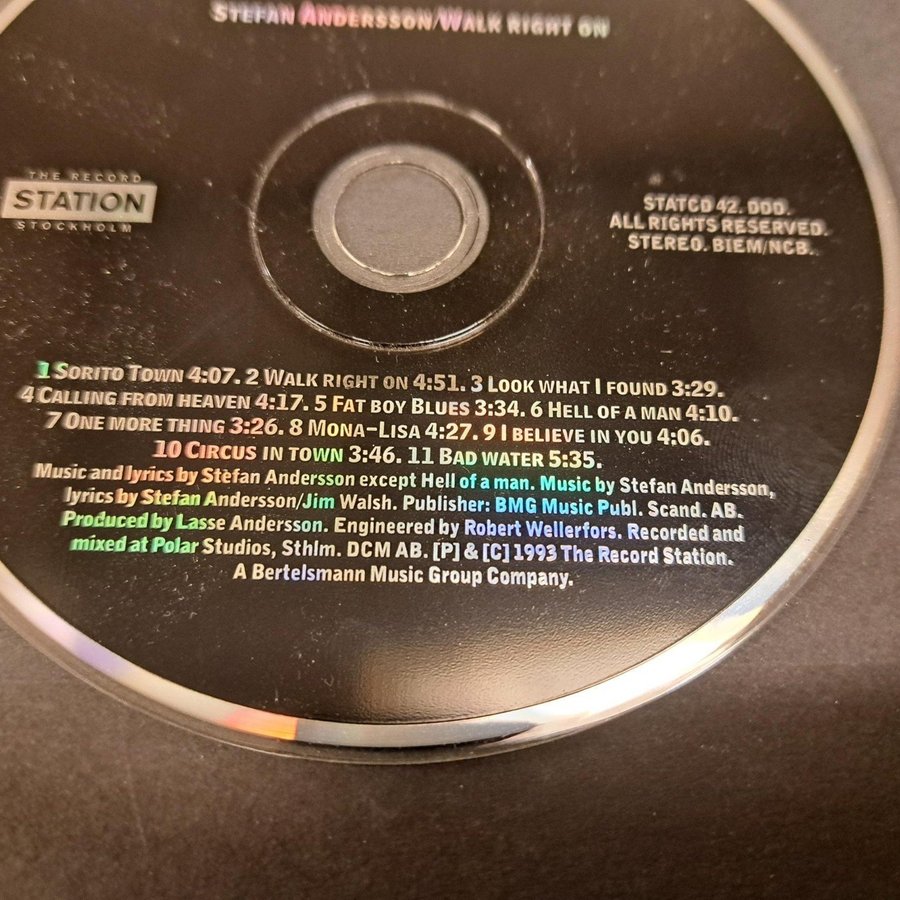 STEFAN ANDERSSON/WALK RIGHT ON
THE RECORD
STATION
STOCKHOLM
STATCD 42. DDD.
ALL RIGHTS RESERVED.
STEREO. BIEM/NCB.
1 SORITO TOWN 4:07. 2 WALK RIGHT ON 4:51. 3 LOOK WHAT I FOUND 3:29.
4 CALLING FROM HEAVEN 4:17. 5 FAT BOY BLUES 3:34. 6 HELL OF A MAN 4:10.
7 ONE MORE THING 3:26. 8 MONA-LISA 4:27. 9 I BELIEVE IN YOU 4:06.
10 CIRCUS IN TOWN 3:46. 11 BAD WATER 5:35.
Music and lyrics by Stefan Andersson except Hell of a man. Music by Stefan Andersson,
lyrics by Stefan Andersson/Jim Walsh. Publisher: BMG Music Publ. Scand. AB.
Produced by Lasse Andersson. Engineered by Robert Wellerfors. Recorded and
mixed at Polar Studios, Sthlm. DCM AB. [P] & [C] 1993 The Record Station.
A Bertelsmann Music Group Company.